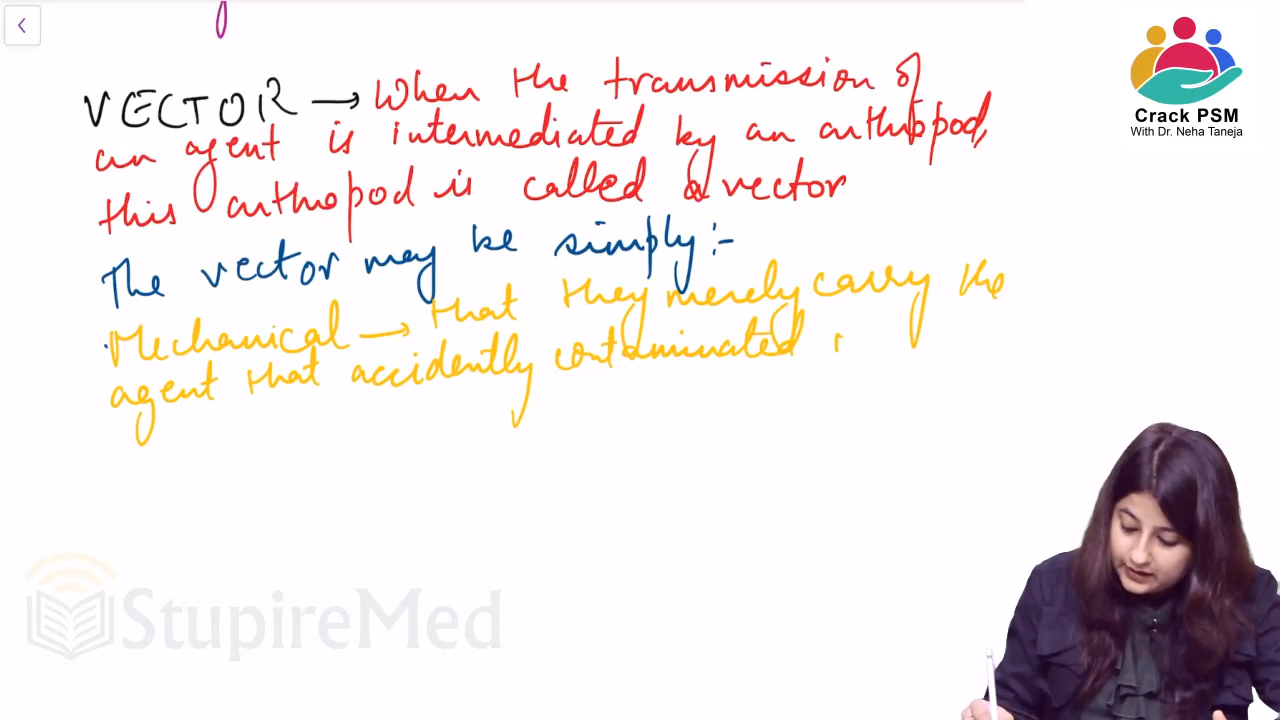 VECTOR → When the transmission of
an agent is intermediated by an arthropod,
this arthropod is called a vector
The vector may be simply :-
Mechanical → that they merely carry the
agent that accidently contaminated
Crack PSM
With Dr. Neha Taneja
StupireMed